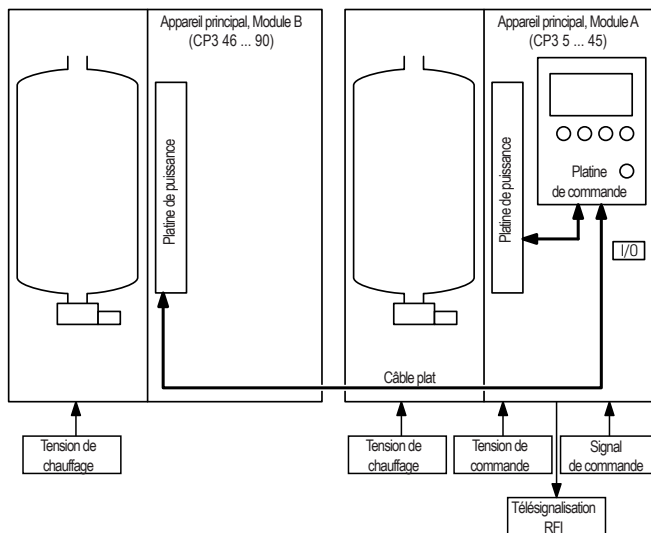 Appareil principal, Module B
(CP3 46 ... 90)
Appareil principal, Module A
(CP3 5 ... 45)
Platine de puissance
Platine de puissance
Platine
de commande
I/0
Câble plat
Tension de
chauffage
Tension de
chauffage
Tension de
commande
Signal
de commande
Télésignalisation
RFI